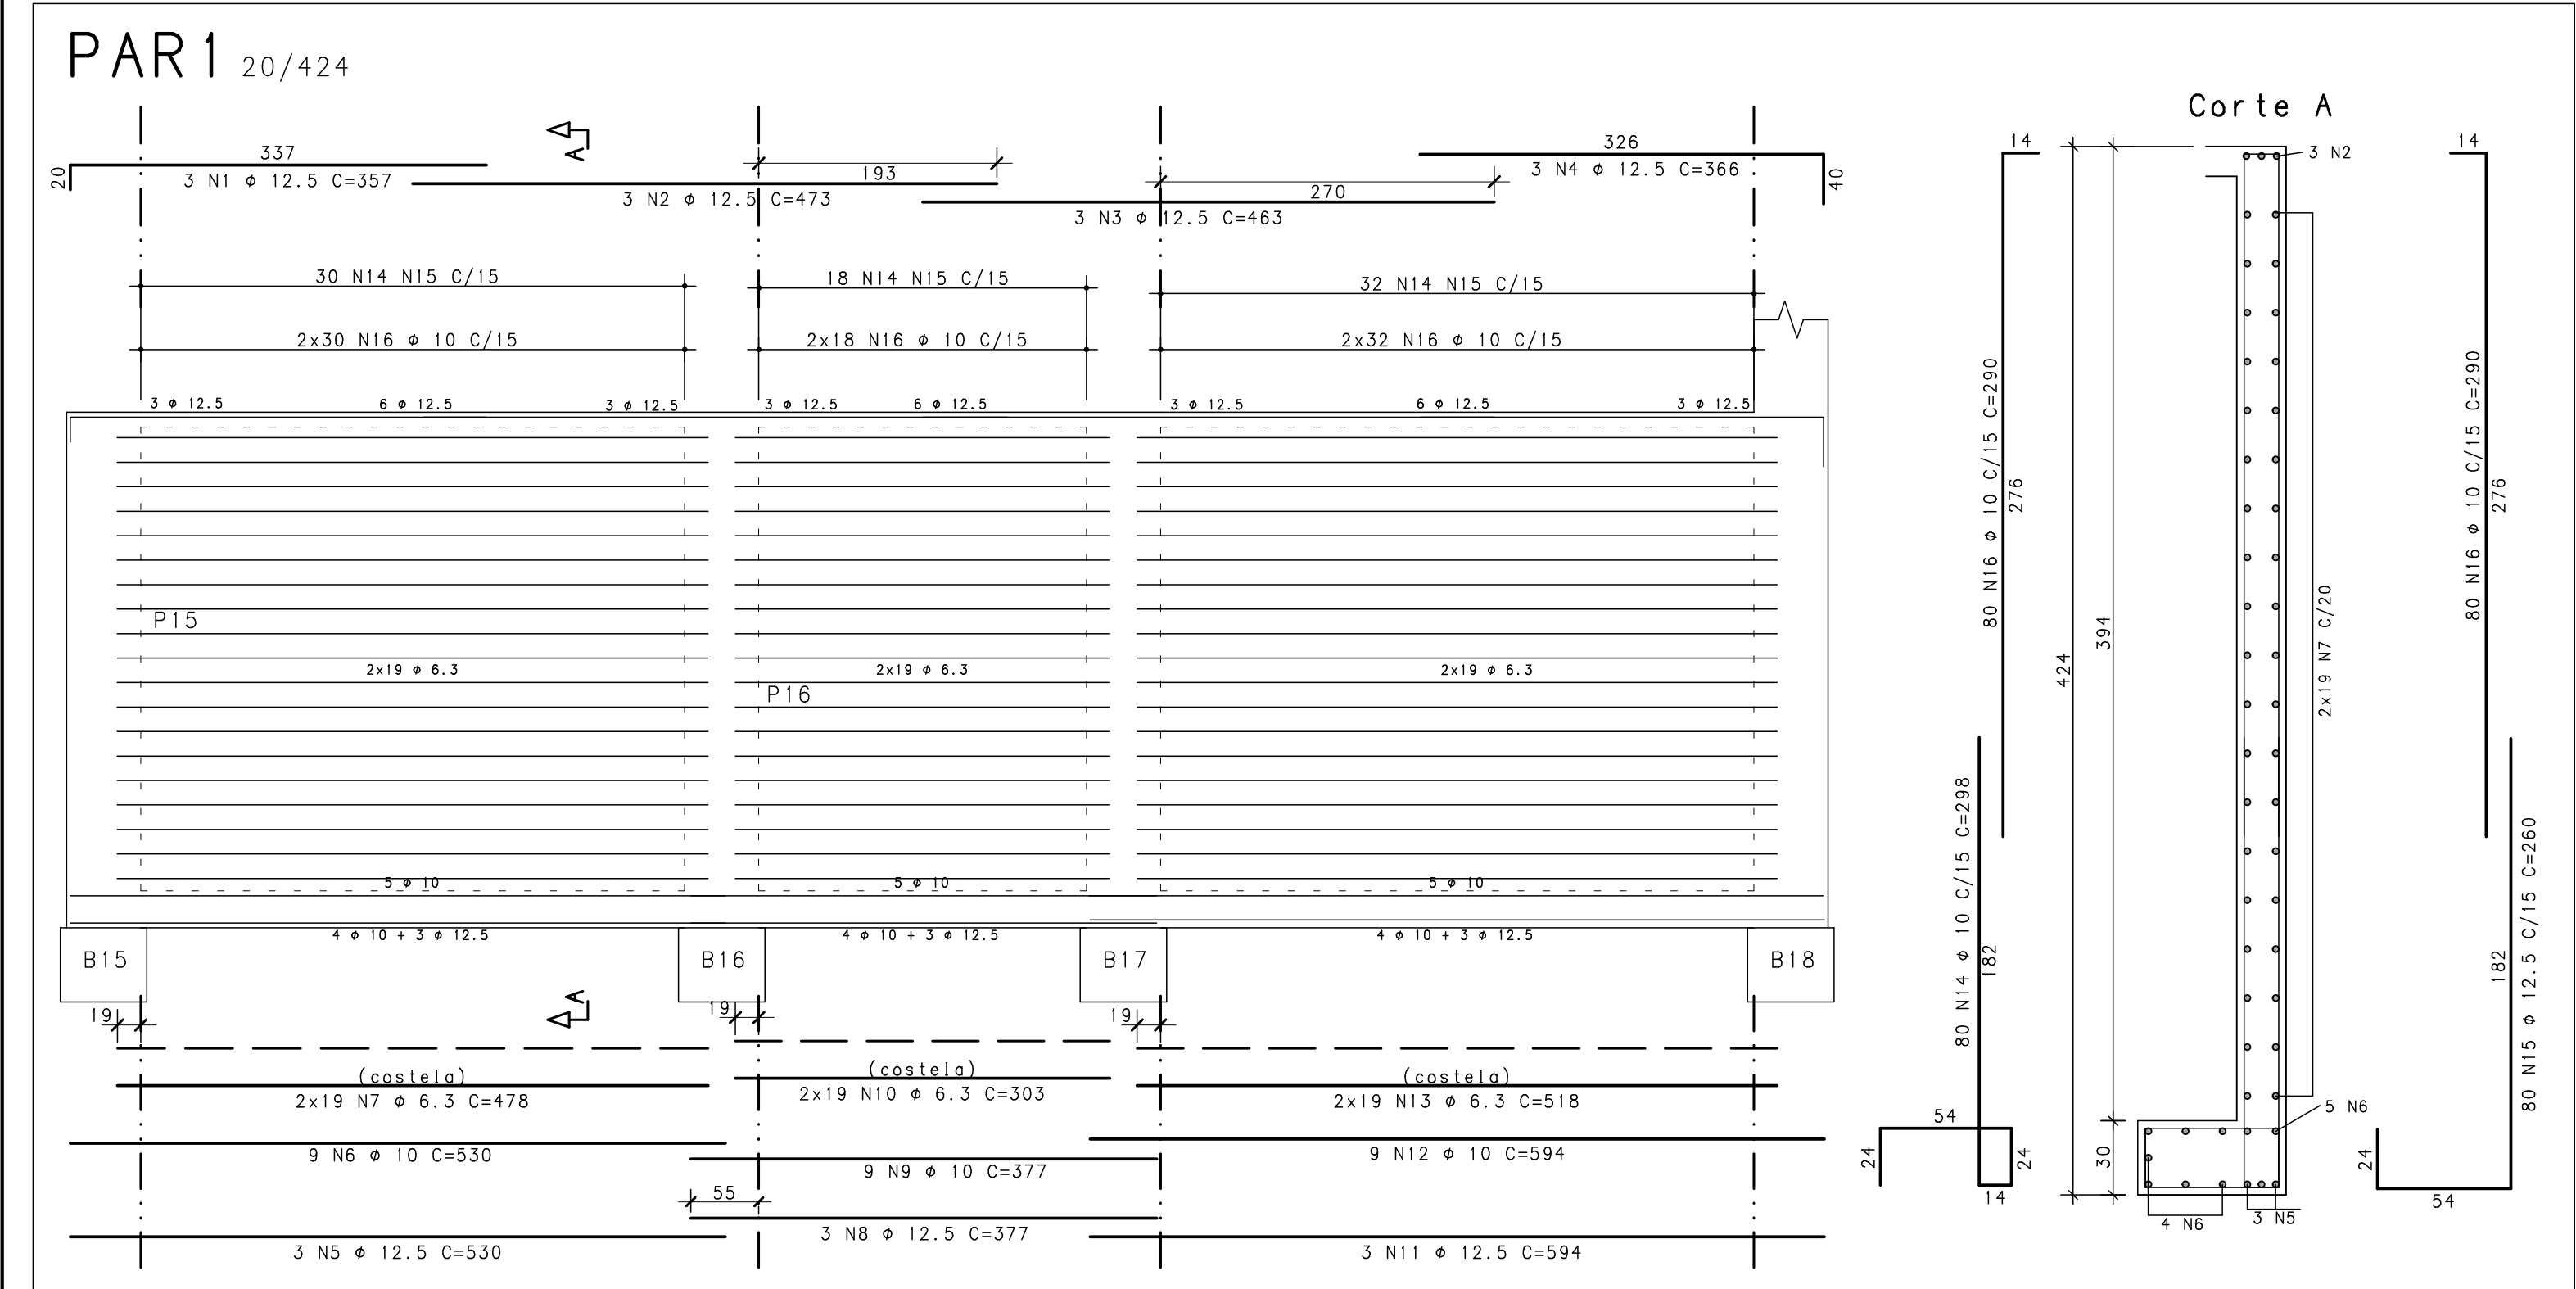 PAR1 20/424
Corte A
337
20
3 N1 ϕ 12.5 C=357
A
193
3 N2 ϕ 12.5 C=473
270
3 N3 ϕ 12.5 C=463
326
3 N4 ϕ 12.5 C=366
40
30 N14 N15 C/15
18 N14 N15 C/15
32 N14 N15 C/15
2x30 N16 ϕ 10 C/15
2x18 N16 ϕ 10 C/15
2x32 N16 ϕ 10 C/15
3 ϕ 12.5
6 ϕ 12.5
3 ϕ 12.5
3 ϕ 12.5
6 ϕ 12.5
3 ϕ 12.5
6 ϕ 12.5
3 ϕ 12.5
P15
2x19 ϕ 6.3
2x19 ϕ 6.3
2x19 ϕ 6.3
P16
5 ϕ 10
5 ϕ 10
5 ϕ 10
4 ϕ 10 + 3 ϕ 12.5
4 ϕ 10 + 3 ϕ 12.5
4 ϕ 10 + 3 ϕ 12.5
B15
B16
B17
B18
A
19
19
19
(costela)
2x19 N7 ϕ 6.3 C=478
(costela)
2x19 N10 ϕ 6.3 C=303
(costela)
2x19 N13 ϕ 6.3 C=518
9 N6 ϕ 10 C=530
9 N9 ϕ 10 C=377
9 N12 ϕ 10 C=594
55
3 N8 ϕ 12.5 C=377
3 N5 ϕ 12.5 C=530
3 N11 ϕ 12.5 C=594
14
80 N16 ϕ 10 C/15 C=290
276
80 N14 ϕ 10 C/15 C=298
182
54
24
24
14
424
394
30
3 N2
2x19 N7 C/20
5 N6
4 N6
3 N5
14
80 N16 ϕ 10 C/15 C=290
276
80 N15 ϕ 12.5 C/15 C=260
182
24
54